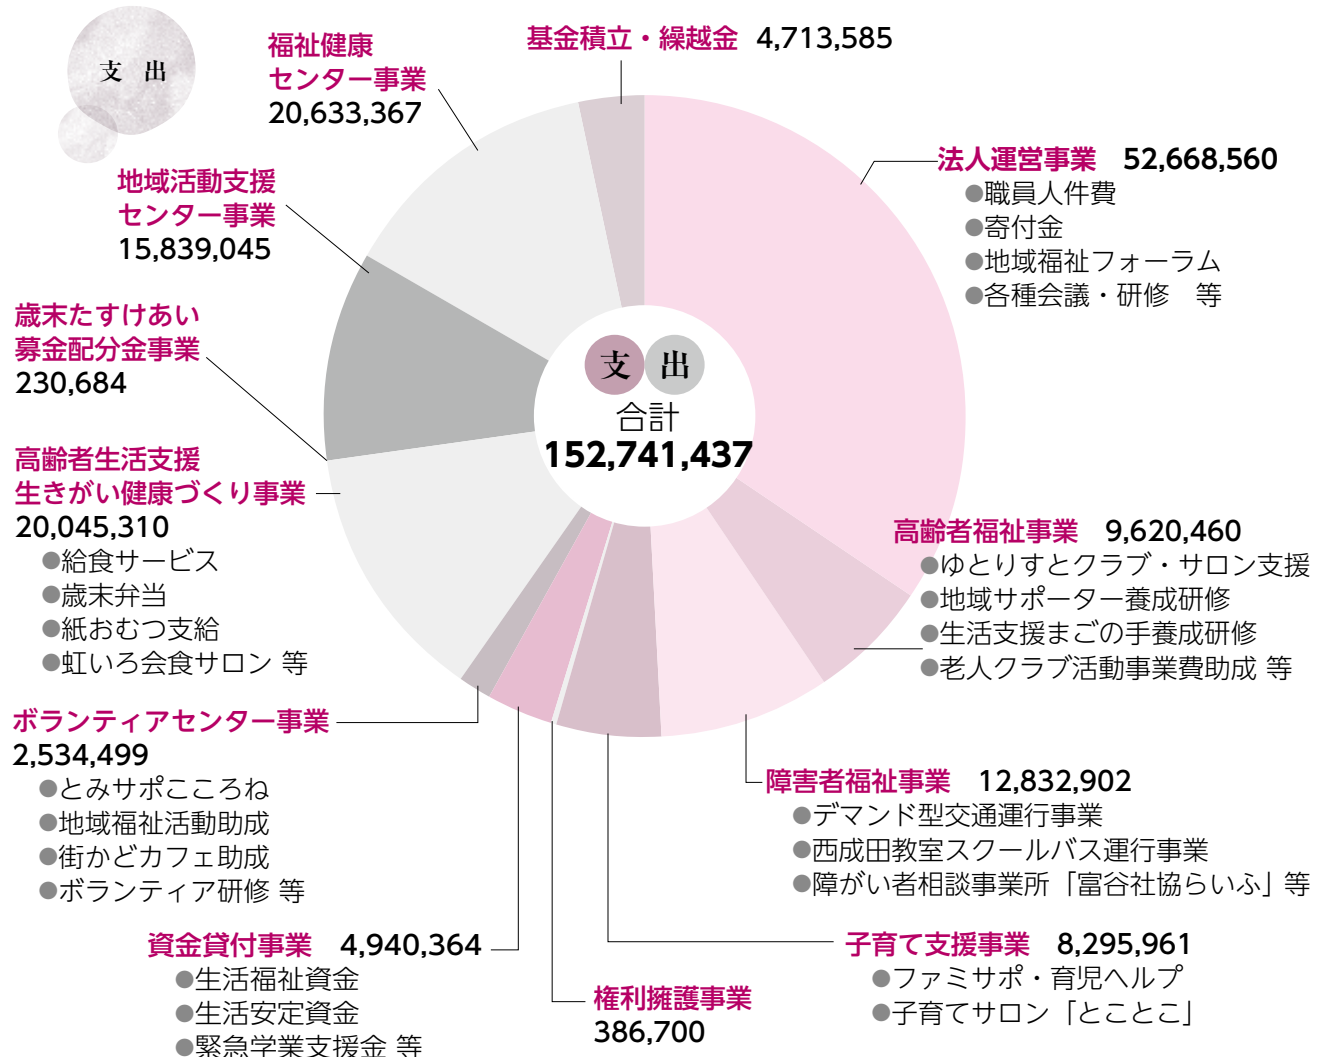 支 出
基金積立・繰越金 4,713,585
福祉健康
センター事業
20,633,367
地域活動支援
センター事業
15,839,045
歳末たすけあい
募金配分金事業
230,684
高齢者生活支援
生きがい健康づくり事業
20,045,310
●給食サービス
●歳末弁当
●紙おむつ支給
●虹いろ会食サロン 等
ボランティアセンター事業
2,534,499
●とみサポこころね
●地域福祉活動助成
●街かどカフェ助成
●ボランティア研修 等
資金貸付事業 4,940,364
●生活福祉資金
●生活安定資金
●緊急学業支援金 等
支 出
合計
152,741,437
法人運営事業 52,668,560
●職員人件費
●寄付金
●地域福祉フォーラム
●各種会議・研修 等
高齢者福祉事業 9,620,460
●ゆとりすとクラブ・サロン支援
●地域サポーター養成研修
●生活支援まごの手養成研修
●老人クラブ活動事業費助成 等
障害者福祉事業 12,832,902
●デマンド型交通運行事業
●西成田教室スクールバス運行事業
●障がい者相談事業所「富谷社協らいふ」等
子育て支援事業 8,295,961
●ファミサポ・育児ヘルプ
●子育てサロン「とことこ」
権利擁護事業
386,700